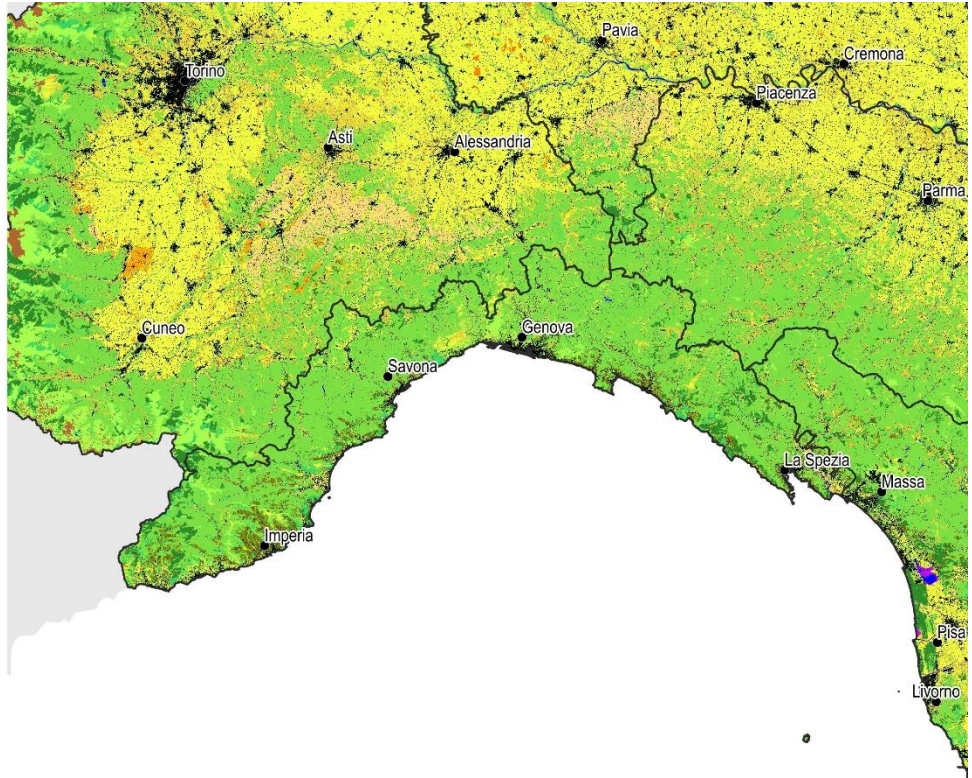 Pavia
Cremona
Torino
Piacenza
Asti
Alessandria
Parma
Cuneo
Genova
Savona
La Spezia
Massa
Imperia
Pisa
Livorno